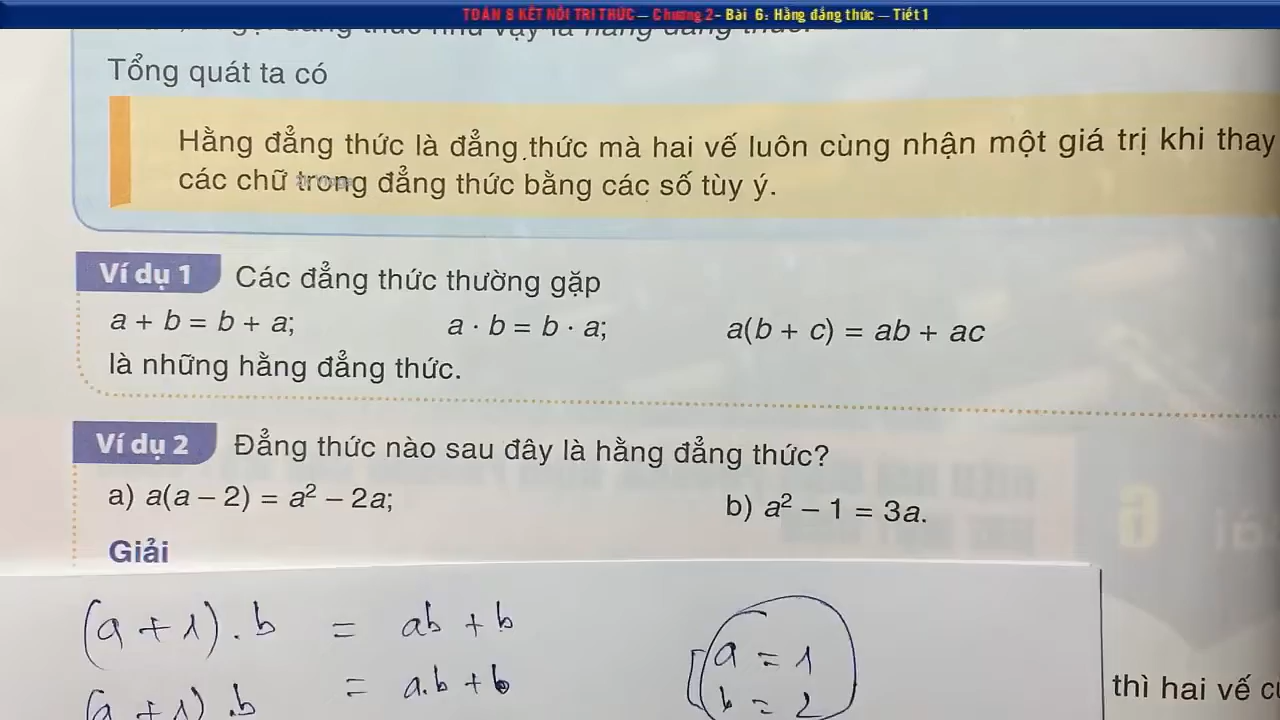 TOÁN 8 KẾT NỐI TRI THỨC – Chương 2- Bài 6: Hằng đẳng thức – Tiết 1
Tổng quát ta có
Hằng đẳng thức là đẳng thức mà hai vế luôn cùng nhận một giá trị khi thay
các chữ trong đẳng thức bằng các số tùy ý.
Ví dụ 1 Các đẳng thức thường gặp
a + b = b + a; a · b = b · a; a(b + c) = ab + ac
là những hằng đẳng thức.
Ví dụ 2 Đẳng thức nào sau đây là hằng đẳng thức?
a) a(a – 2) = a² – 2a; b) a² – 1 = 3a.
Giải
(a + 1) . b = ab + b
a = 1
(a + 1) . b = a.b + b
b = 2
thì hai vế